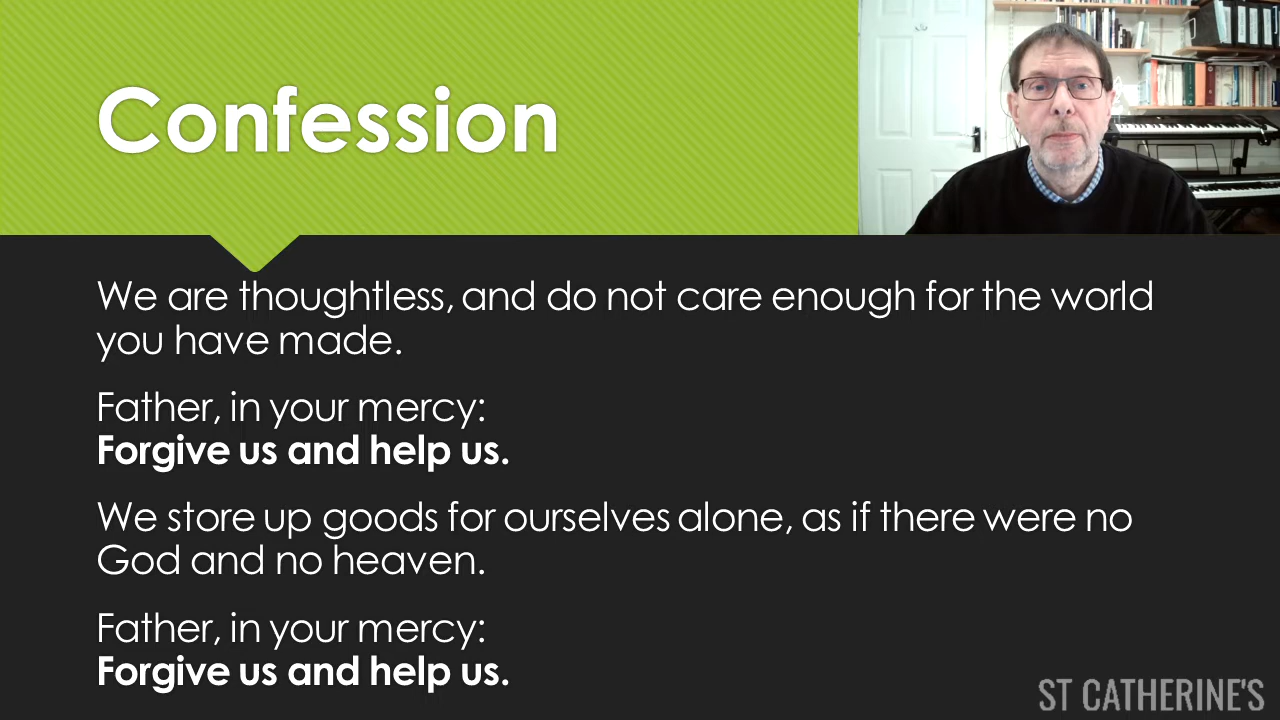 Confession
We are thoughtless, and do not care enough for the world
you have made.
Father, in your mercy:
Forgive us and help us.
We store up goods for ourselves alone, as if there were no
God and no heaven.
Father, in your mercy:
Forgive us and help us.
ST CATHERINE'S